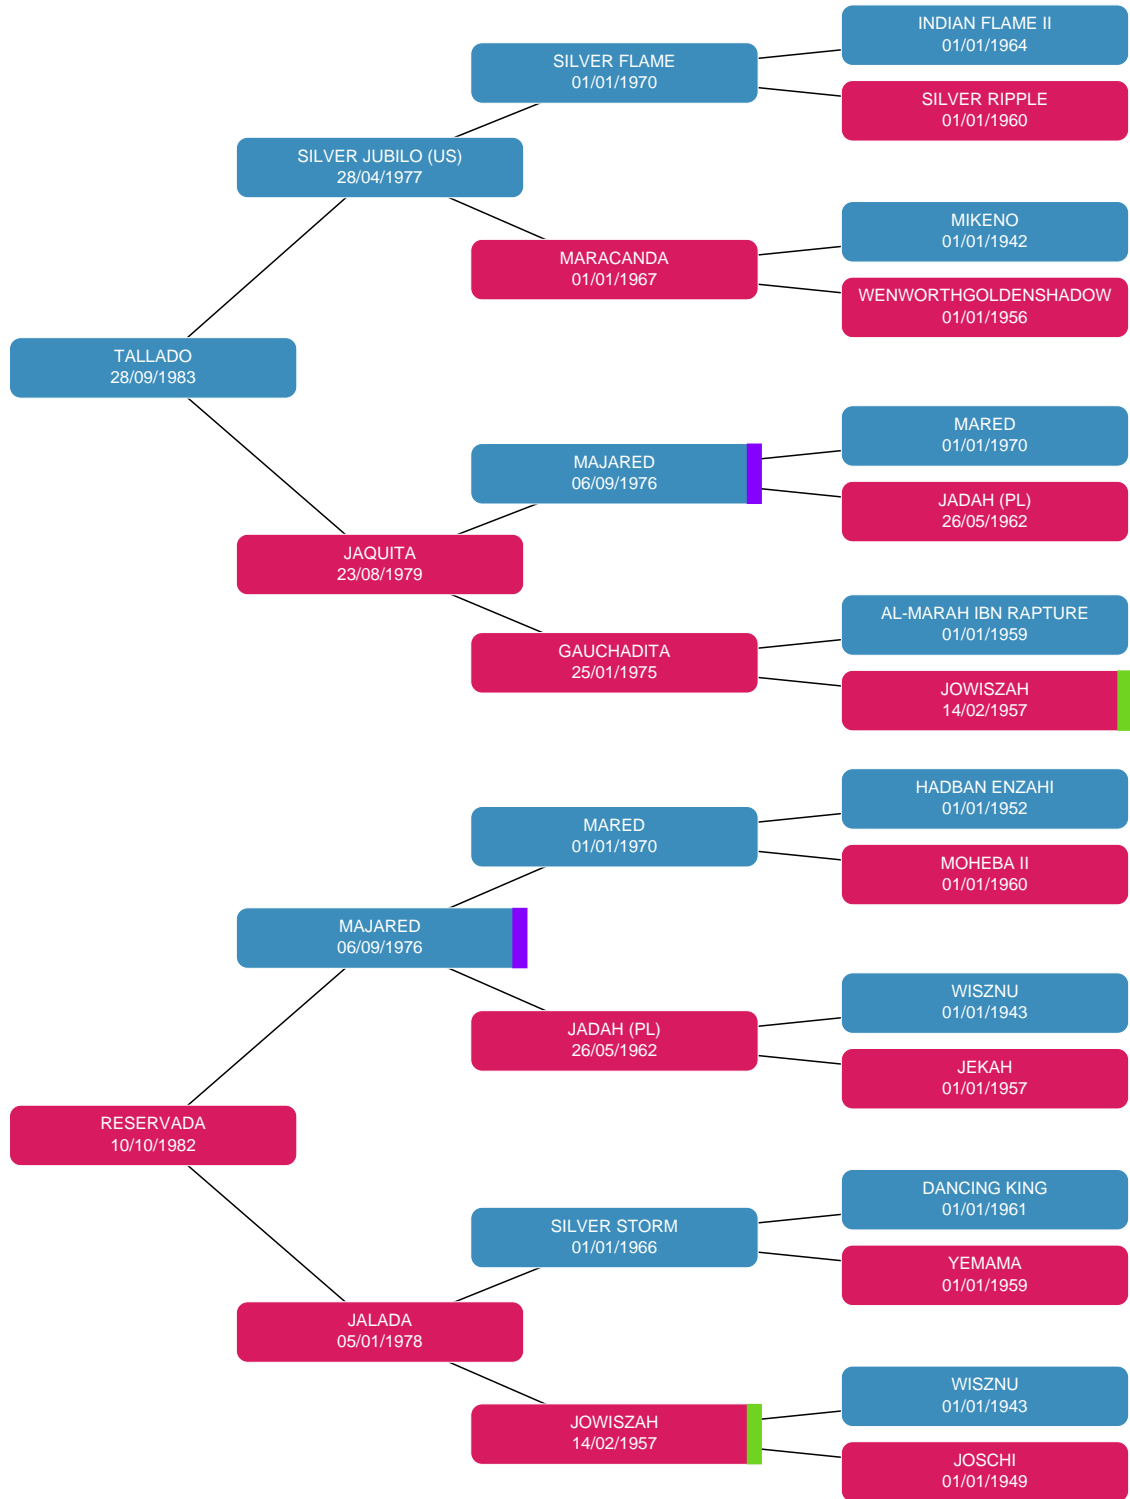 INDIAN FLAME II
01/01/1964
SILVER FLAME
01/01/1970
SILVER RIPPLE
01/01/1960
SILVER JUBILO (US)
28/04/1977
MIKENO
01/01/1942
MARACANDA
01/01/1967
WENWORTHGOLDENSHADOW
01/01/1956
TALLADO
28/09/1983
MARED
01/01/1970
MAJARED
06/09/1976
JADAH (PL)
26/05/1962
JAQUITA
23/08/1979
AL-MARAH IBN RAPTURE
01/01/1959
GAUCHADITA
25/01/1975
JOWISZAH
14/02/1957
HADBAN ENZAHI
01/01/1952
MARED
01/01/1970
MOHEBA II
01/01/1960
MAJARED
06/09/1976
WISZNU
01/01/1943
JADAH (PL)
26/05/1962
JEKAH
01/01/1957
RESERVADA
10/10/1982
DANCING KING
01/01/1961
SILVER STORM
01/01/1966
YEMAMA
01/01/1959
JALADA
05/01/1978
WISZNU
01/01/1943
JOWISZAH
14/02/1957
JOSCHI
01/01/1949